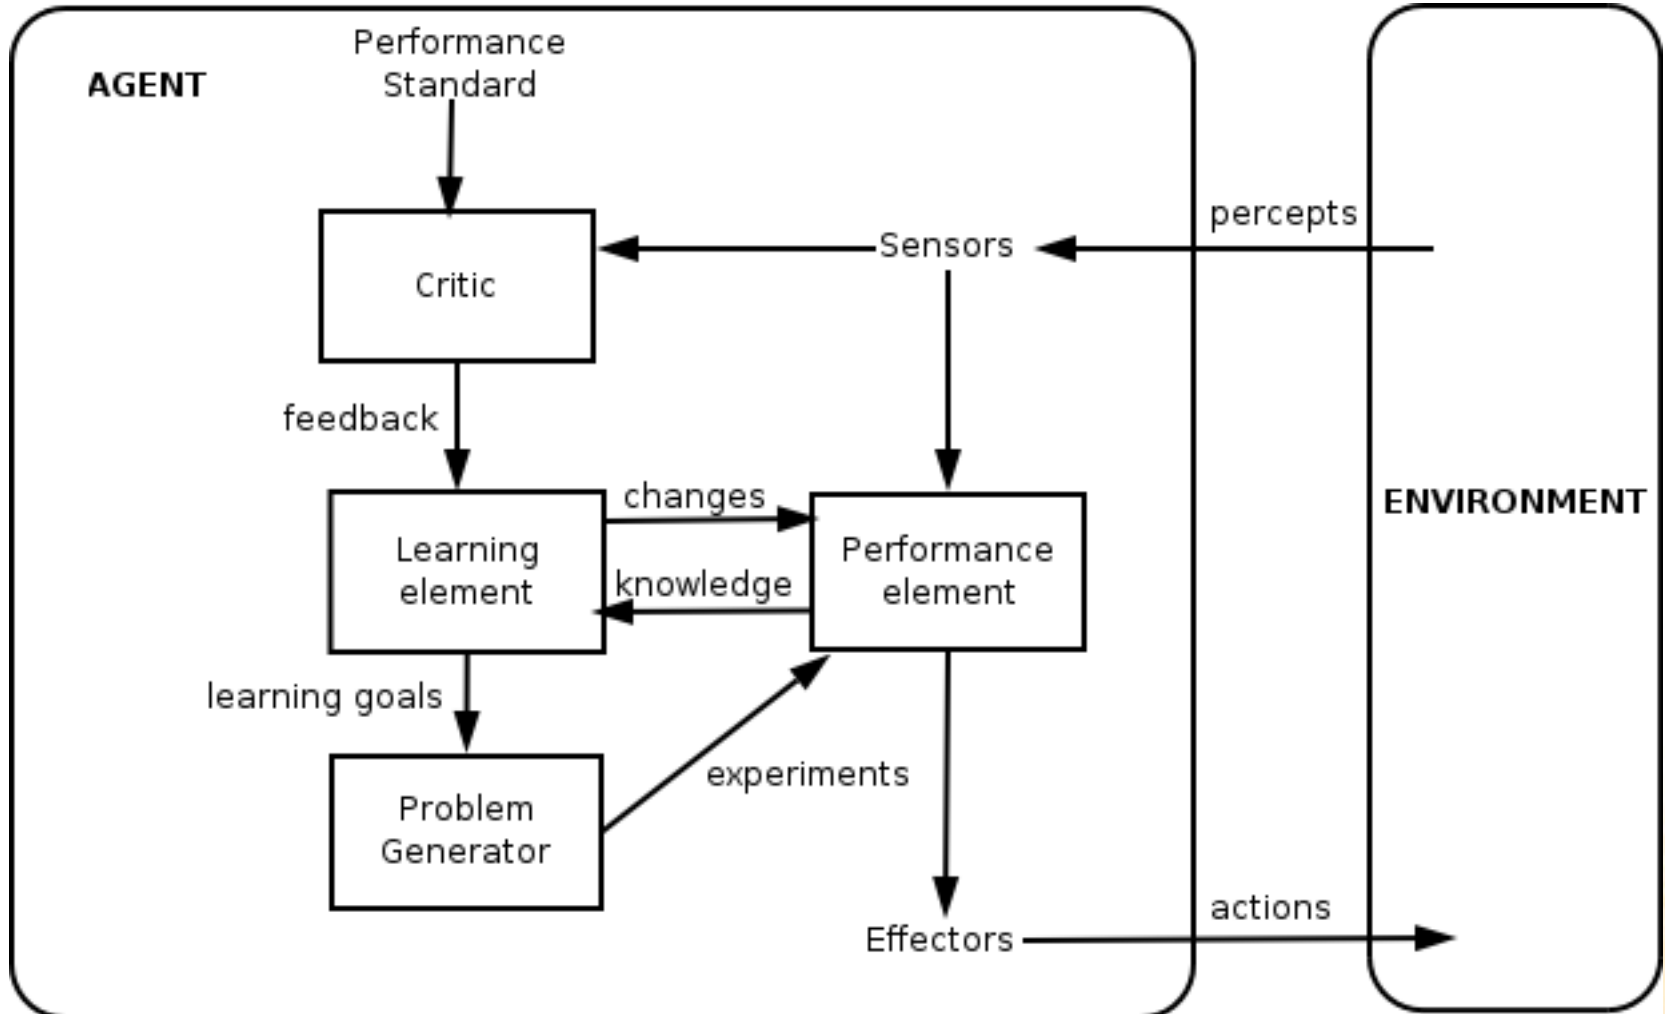 Performance
Standard
AGENT
percepts
Sensors
Critic
feedback
changes
ENVIRONMENT
Learning
element
Performance
element
knowledge
learning goals
experiments
Problem
Generator
actions
Effectors